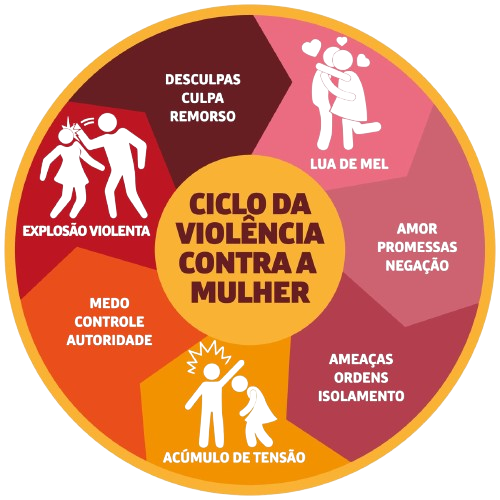 CICLO DA
VIOLÊNCIA
CONTRA A
MULHER
DESCULPAS
CULPA
REMORSO
LUA DE MEL
AMOR
PROMESSAS
NEGAÇÃO
AMEAÇAS
ORDENS
ISOLAMENTO
ACÚMULO DE TENSÃO
MEDO
CONTROLE
AUTORIDADE
EXPLOSÃO VIOLENTA